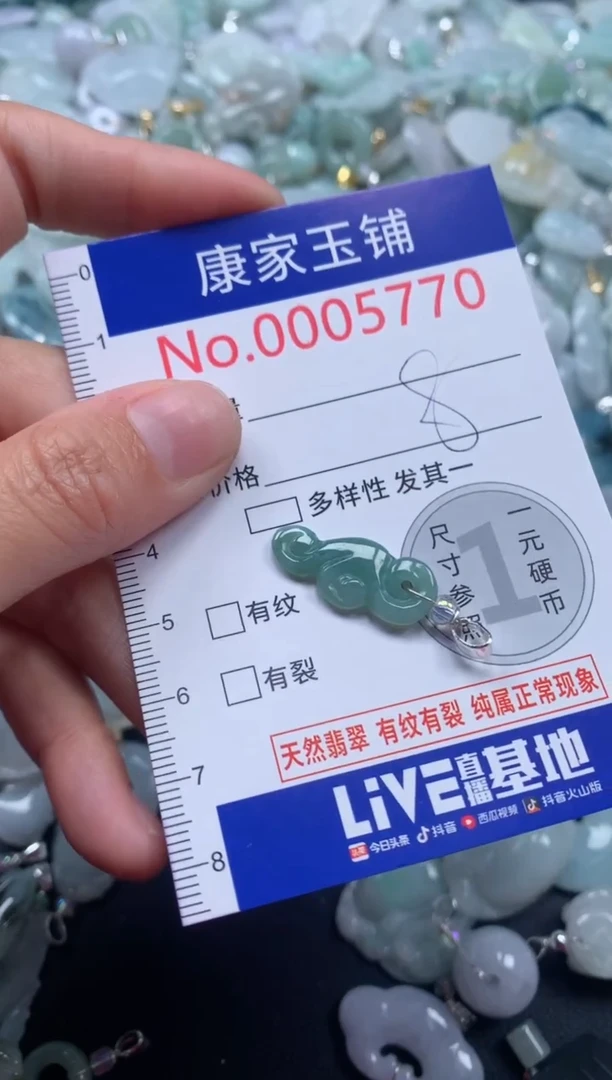 康家玉铺
No.0005770
0
1
8
价格
多样性 发其一
4
尺寸参照
1
一元硬币
5
有纹
6
有裂
天然翡翠 有纹有裂 纯属正常现象
7
LiVE直播基地
头条 今日头条 抖音 西瓜视频 抖音火山版
8